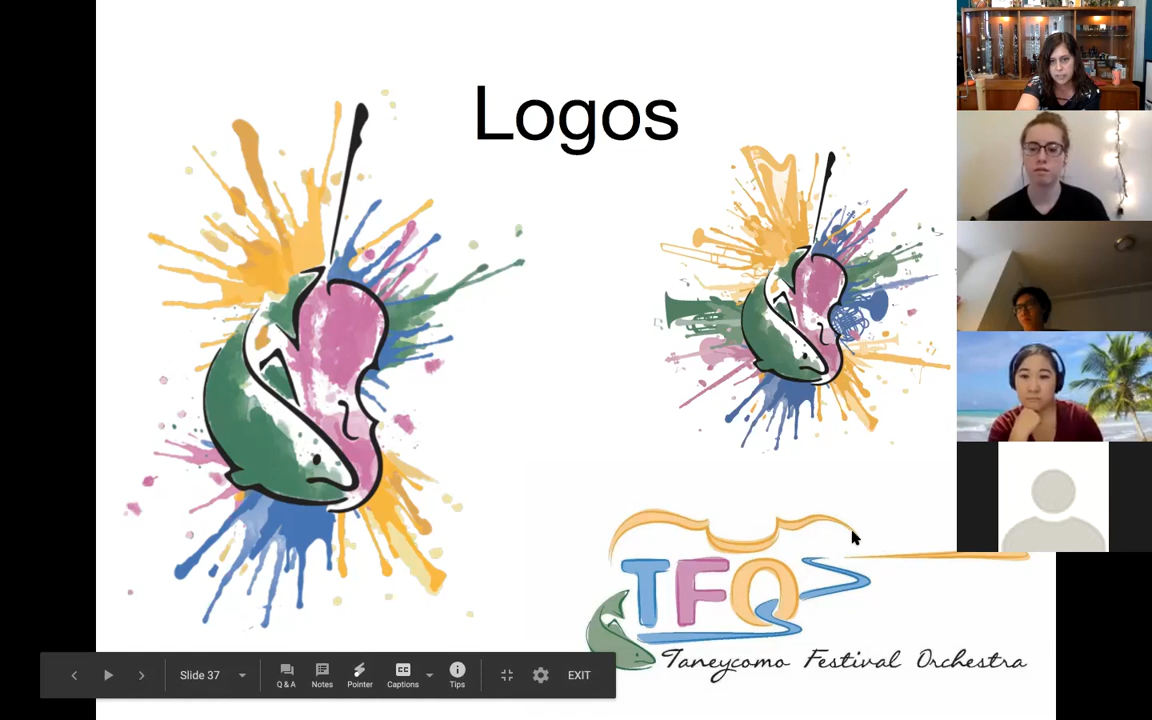 Logos
TFO
Taneycomo Festival Orchestra
Slide 37
Q & A
Notes
Pointer
Captions
Tips
EXIT